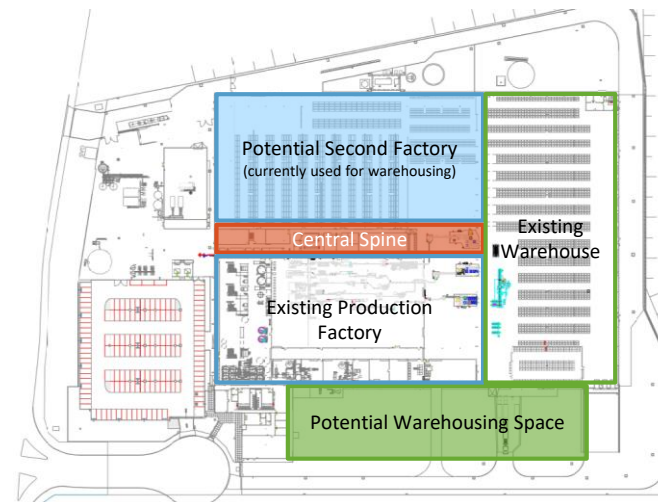 Potential Second Factory
(currently used for warehousing)
Central Spine
Existing
Warehouse
Existing Production
Factory
Potential Warehousing Space